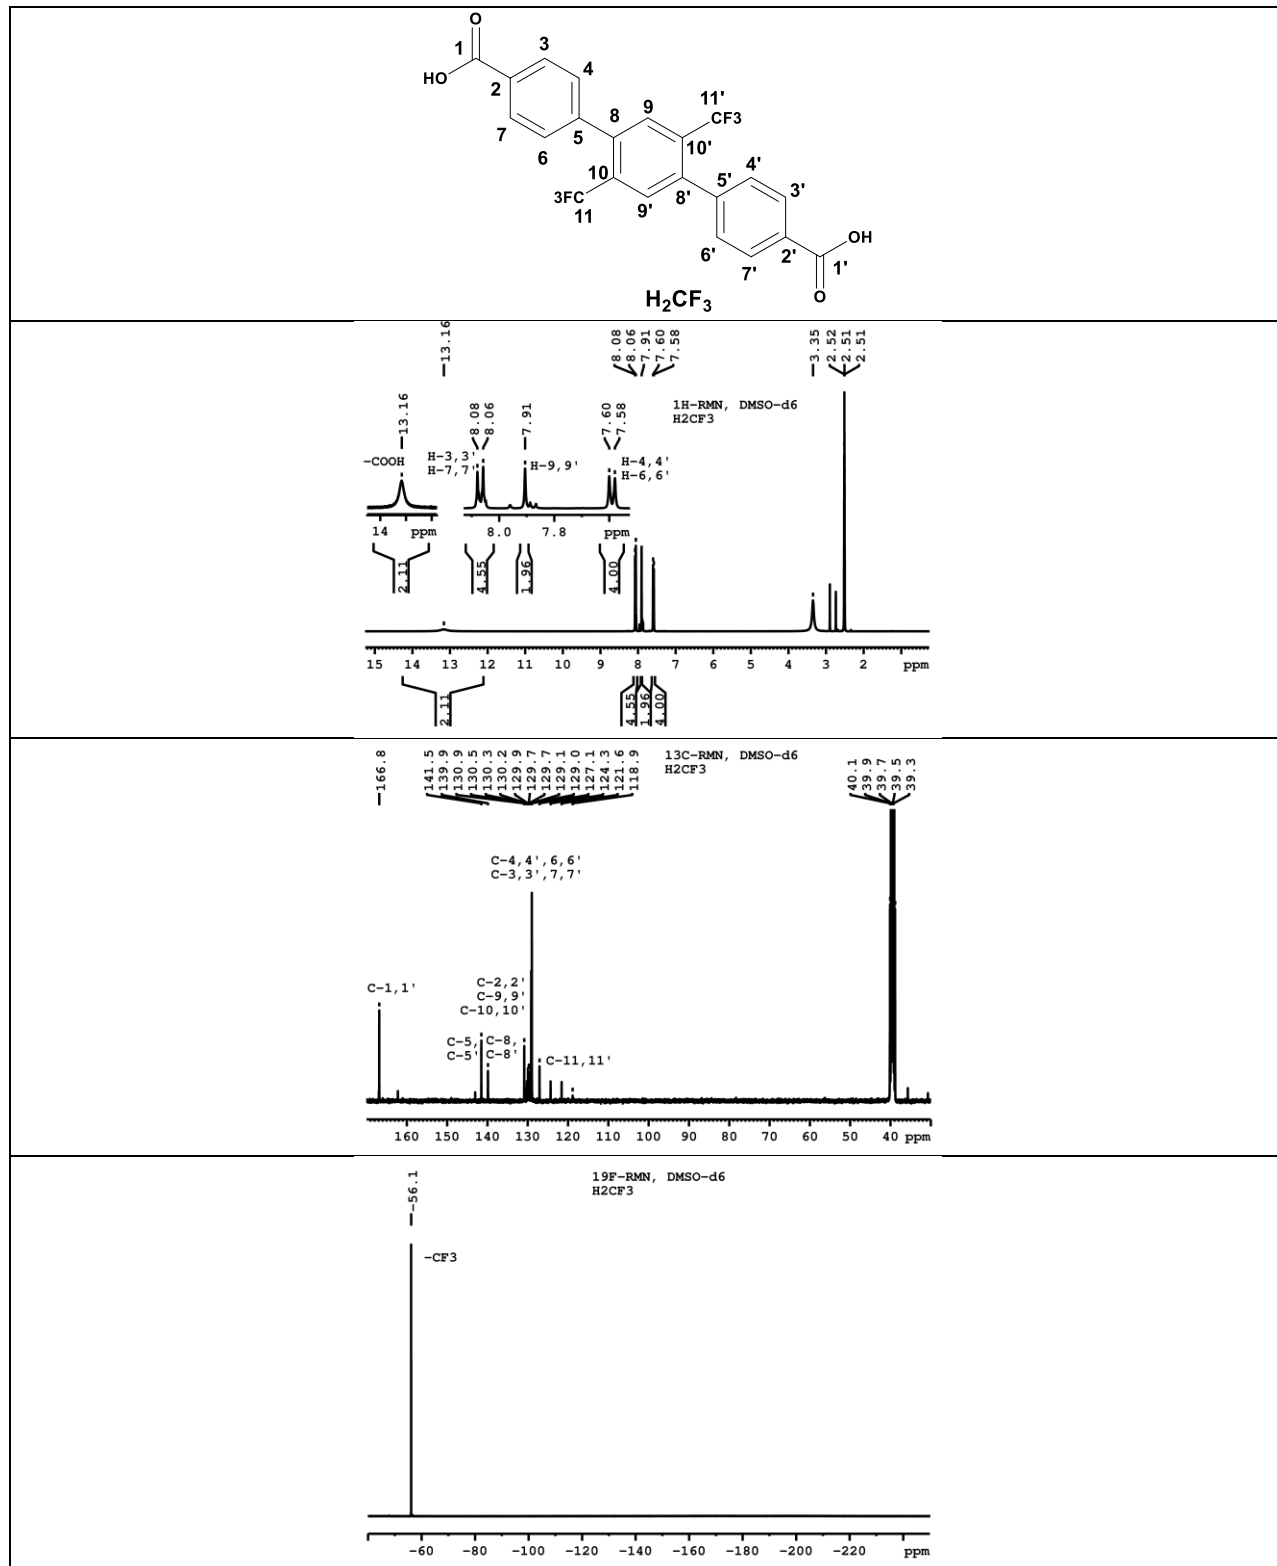 O
1
3
4
HO
2
11'
8
9
CF3
7
5
10'
6
4'
10
5'
3'
3FC
9'
8'
11
OH
6'
2'
7'
1'
O
H2CF3
13.16
8.08
8.06
7.91
7.60
7.58
3.35
2.52
2.51
2.51
1H-RMN, DMSO-d6
H2CF3
13.16
8.08
8.06
7.91
7.60
7.58
-COOH
H-3,3'
H-7,7'
H-9,9'
H-4,4'
H-6,6'
14 ppm
8.0 7.8 ppm
2.11
4.55
1.96
4.00
15 14 13 12 11 10 9 8 7 6 5 4 3 2 ppm
2.11
4.55
1.96
4.00
166.8
141.5
139.9
130.9
130.5
130.3
130.2
129.9
129.7
129.7
129.1
129.0
127.1
124.3
121.6
118.9
13C-RMN, DMSO-d6
H2CF3
40.1
39.9
39.7
39.5
39.3
C-4,4',6,6'
C-3,3',7,7'
C-1,1'
C-2,2'
C-9,9'
C-10,10'
C-5,
C-5'
C-8,
C-8'
C-11,11'
160 150 140 130 120 110 100 90 80 70 60 50 40 ppm
-56.1
19F-RMN, DMSO-d6
H2CF3
-CF3
-60 -80 -100 -120 -140 -160 -180 -200 -220 ppm